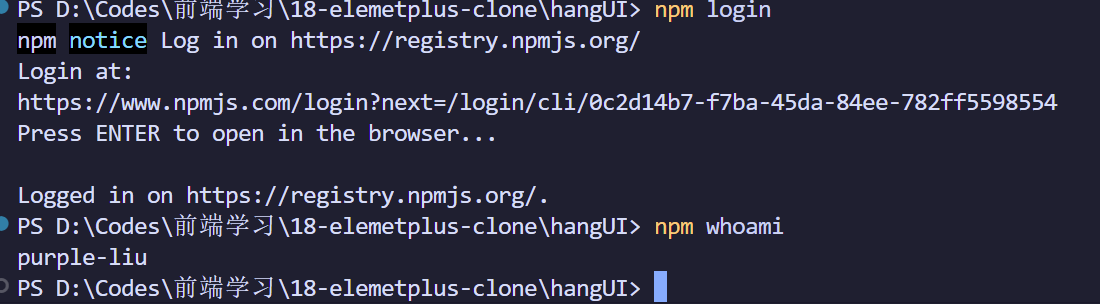 PS D:\Codes\前端学习\18-elemetplus-clone\hangUI> npm login
npm notice Log in on https://registry.npmjs.org/
Login at:
https://www.npmjs.com/login?next=/login/cli/0c2d14b7-f7ba-45da-84ee-782ff5598554
Press ENTER to open in the browser...
Logged in on https://registry.npmjs.org/.
PS D:\Codes\前端学习\18-elemetplus-clone\hangUI> npm whoami
purple-liu
PS D:\Codes\前端学习\18-elemetplus-clone\hangUI>